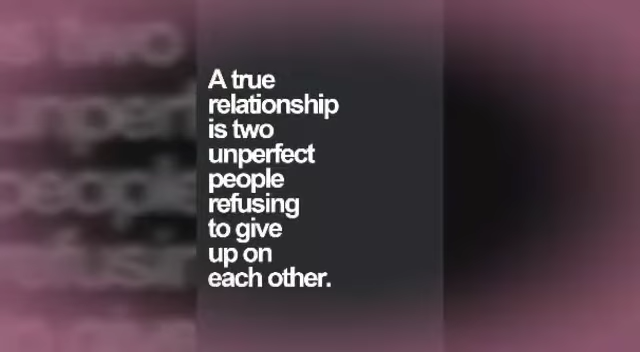 A true
relationship
is two
unperfect
people
refusing
to give
up on
each other.